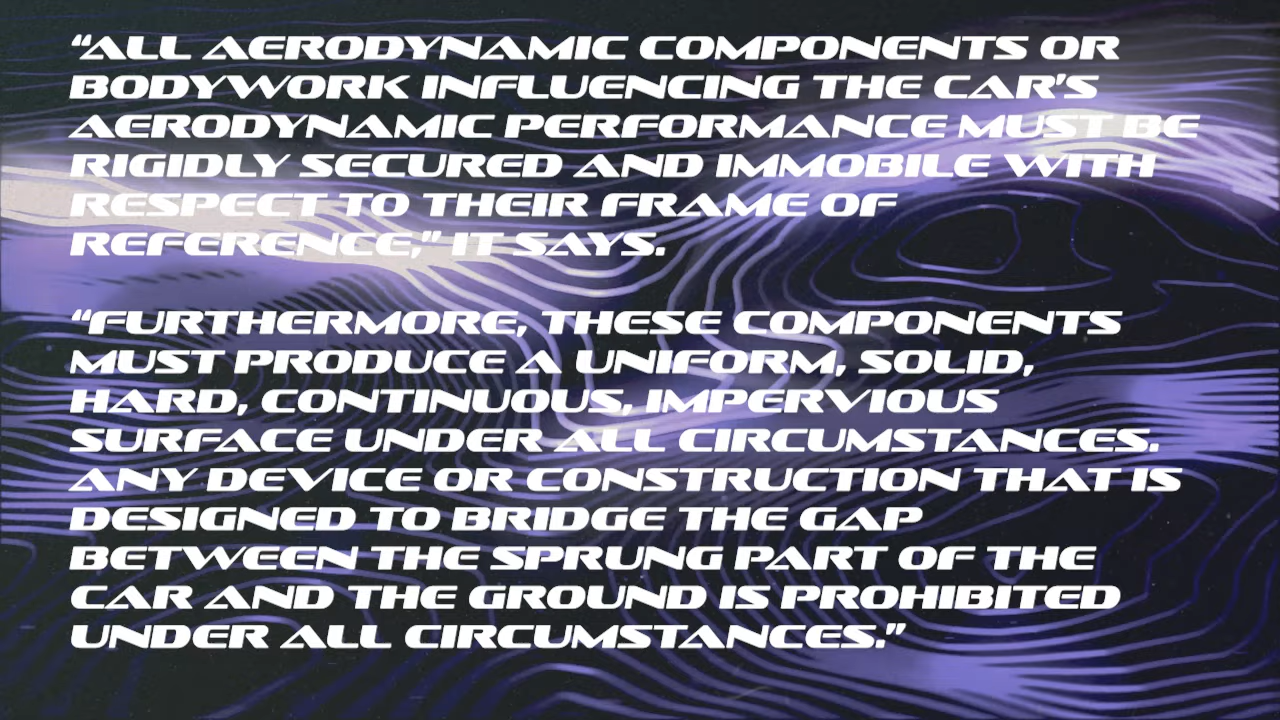 “ALL AERODYNAMIC COMPONENTS OR
BODYWORK INFLUENCING THE CAR'S
AERODYNAMIC PERFORMANCE MUST BE
RIGIDLY SECURED AND IMMOBILE WITH
RESPECT TO THEIR FRAME OF
REFERENCE,” IT SAYS.
“FURTHERMORE, THESE COMPONENTS
MUST PRODUCE A UNIFORM, SOLID,
HARD, CONTINUOUS, IMPERVIOUS
SURFACE UNDER ALL CIRCUMSTANCES.
ANY DEVICE OR CONSTRUCTION THAT IS
DESIGNED TO BRIDGE THE GAP
BETWEEN THE SPRUNG PART OF THE
CAR AND THE GROUND IS PROHIBITED
UNDER ALL CIRCUMSTANCES.”